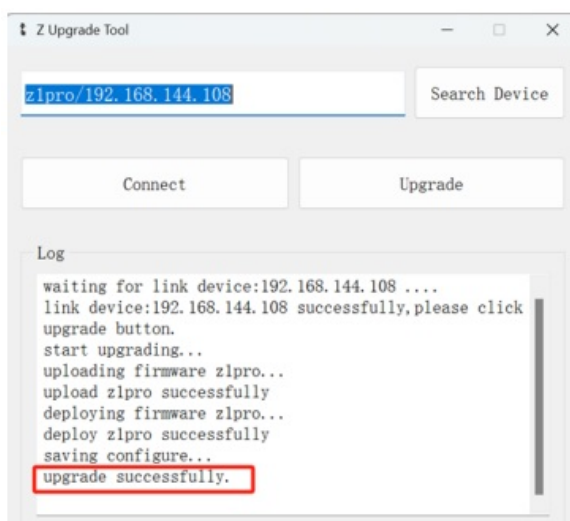 Z Upgrade Tool
z1pro/192.168.144.108
Search Device
Connect
Upgrade
Log
waiting for link device:192.168.144.108 ....
link device:192.168.144.108 successfully,please click
upgrade button.
start upgrading...
uploading firmware z1pro...
upload z1pro successfully
deploying firmware z1pro...
deploy z1pro successfully
saving configure...
upgrade successfully.